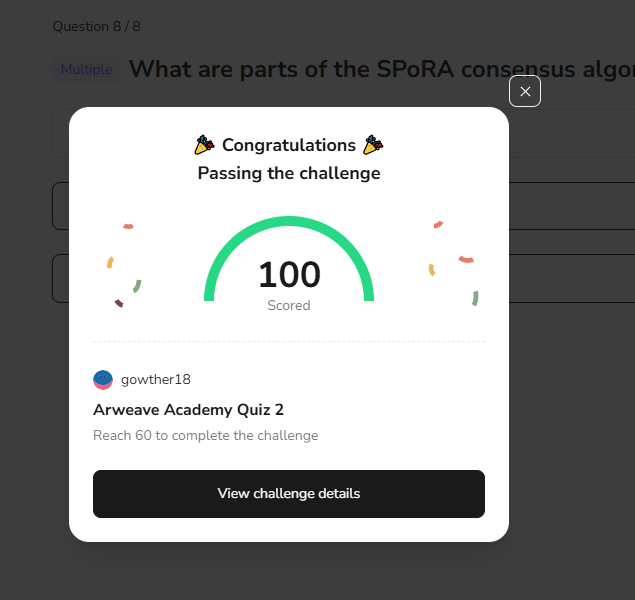 Question 8 / 8
Multiple What are parts of the SPoRA consensus algor
Congratulations
Passing the challenge
100
Scored
gowther18
Arweave Academy Quiz 2
Reach 60 to complete the challenge
View challenge details